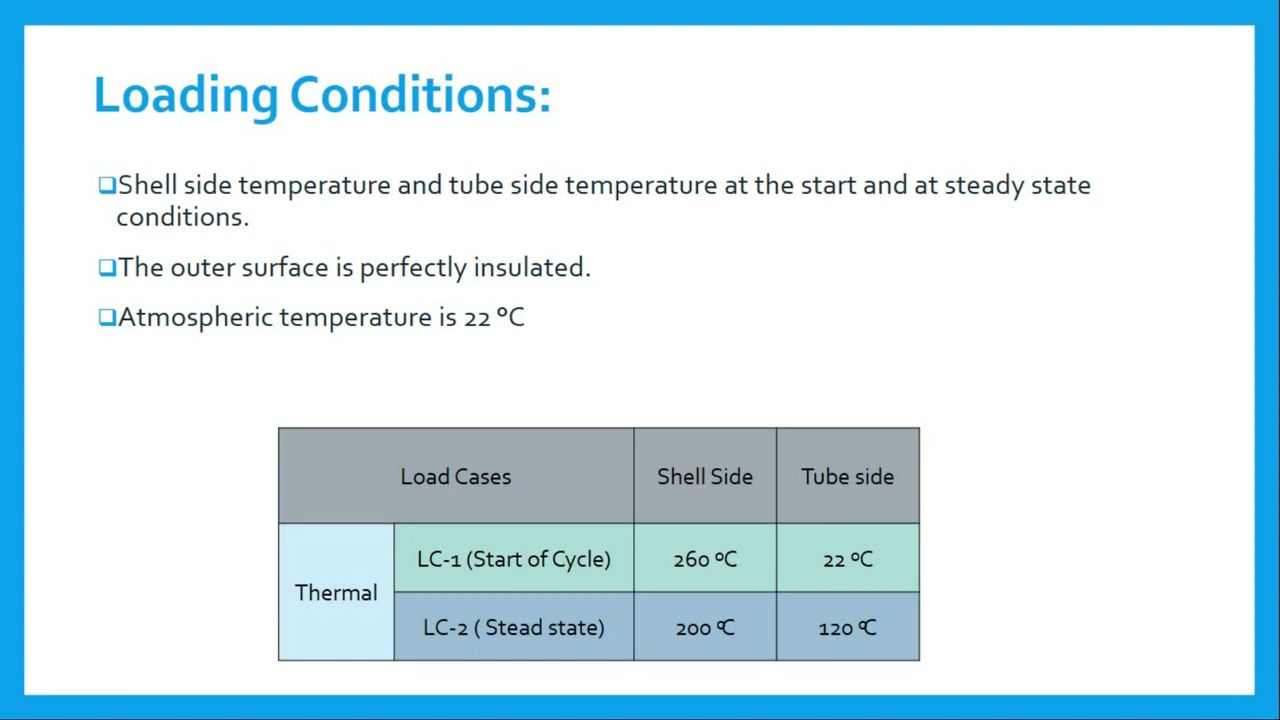 Loading Conditions:
❑Shell side temperature and tube side temperature at the start and at steady state
conditions.
❑The outer surface is perfectly insulated.
❑Atmospheric temperature is 22 °C
Load Cases Shell Side Tube side
Thermal
LC-1 (Start of Cycle) 260 ºC 22 ºC
LC-2 ( Stead state) 200 ºC 120 ºC